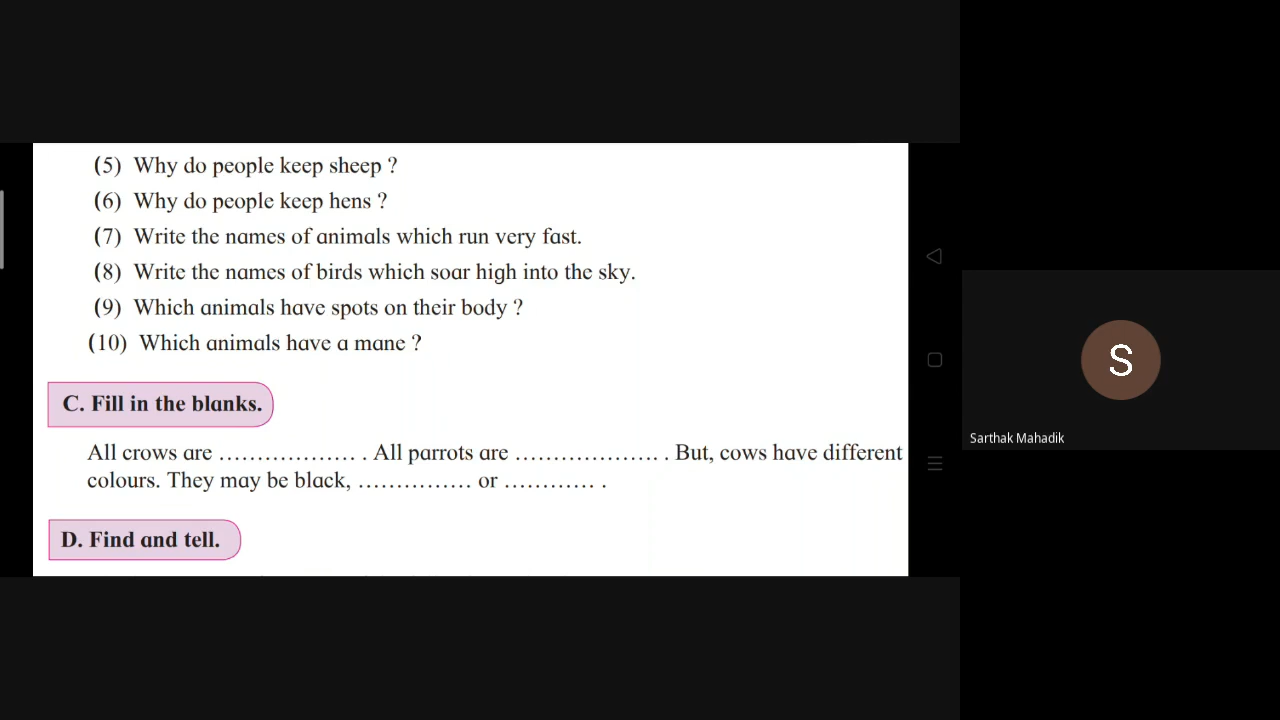 (5) Why do people keep sheep ?
(6) Why do people keep hens ?
(7) Write the names of animals which run very fast.
(8) Write the names of birds which soar high into the sky.
(9) Which animals have spots on their body ?
(10) Which animals have a mane ?
C. Fill in the blanks.
All crows are .................. . All parrots are ................... . But, cows have different
colours. They may be black, ............... or ............ .
D. Find and tell.
S
Sarthak Mahadik